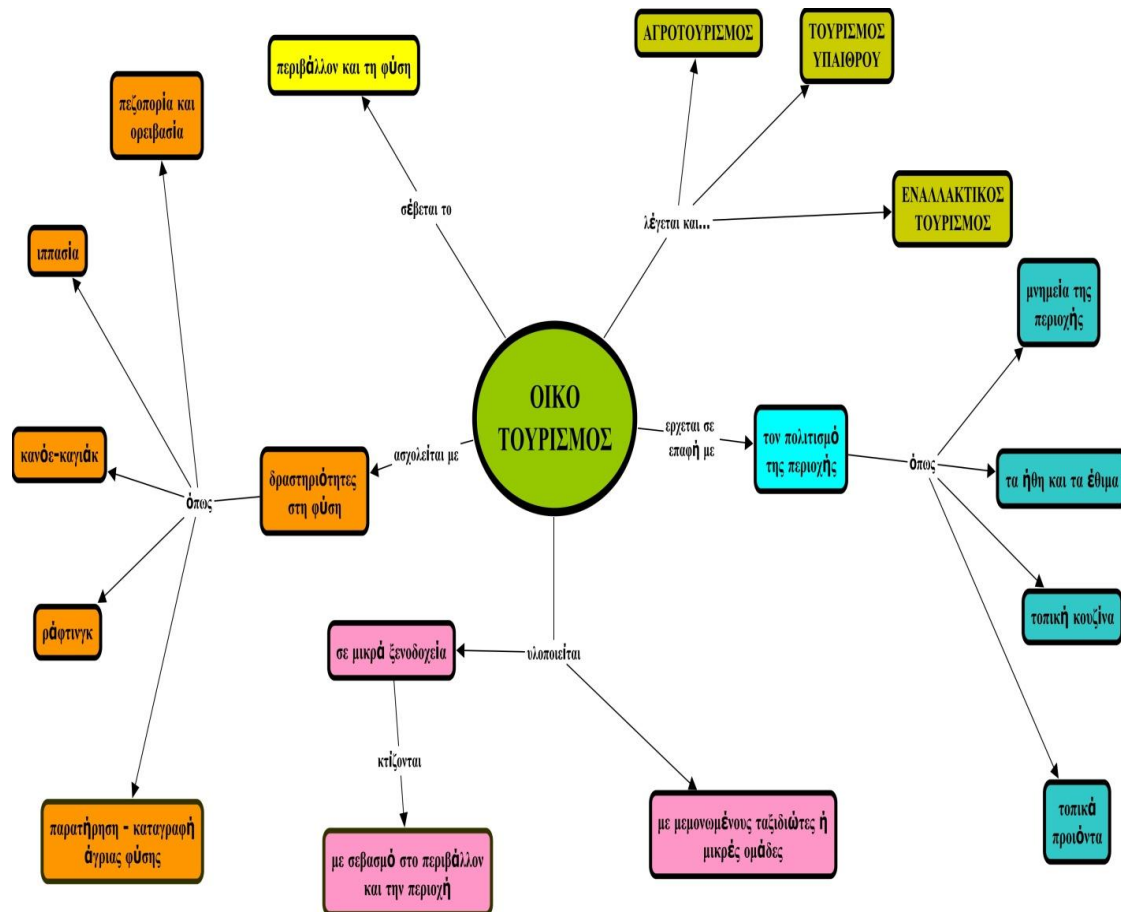 ΑΓΡΟΤΟΥΡΙΣΜΟΣ
ΤΟΥΡΙΣΜΟΣ
ΥΠΑΙΘΡΟΥ
περιβάλλον και τη φύση
πεζοπορία και
ορειβασία
σέβεται το
λέγεται και...
ΕΝΑΛΛΑΚΤΙΚΟΣ
ΤΟΥΡΙΣΜΟΣ
ιππασία
μνημεία της
περιοχής
ΟΙΚΟ
ΤΟΥΡΙΣΜΟΣ
ερχεται σε
επαφή με
τον πολιτισμό
της περιοχής
όπως
τα ήθη και τα έθιμα
τοπική κουζίνα
τοπικά
προιόντα
ασχολείται με
δραστηριότητες
στη φύση
όπως
κανόε-καγιάκ
ράφτινγκ
παρατήρηση - καταγραφή
άγριας φύσης
υλοποιείται
σε μικρά ξενοδοχεία
κτίζονται
με σεβασμό στο περιβάλλον
και την περιοχή
με μεμονωμένους ταξιδιώτες ή
μικρές ομάδες